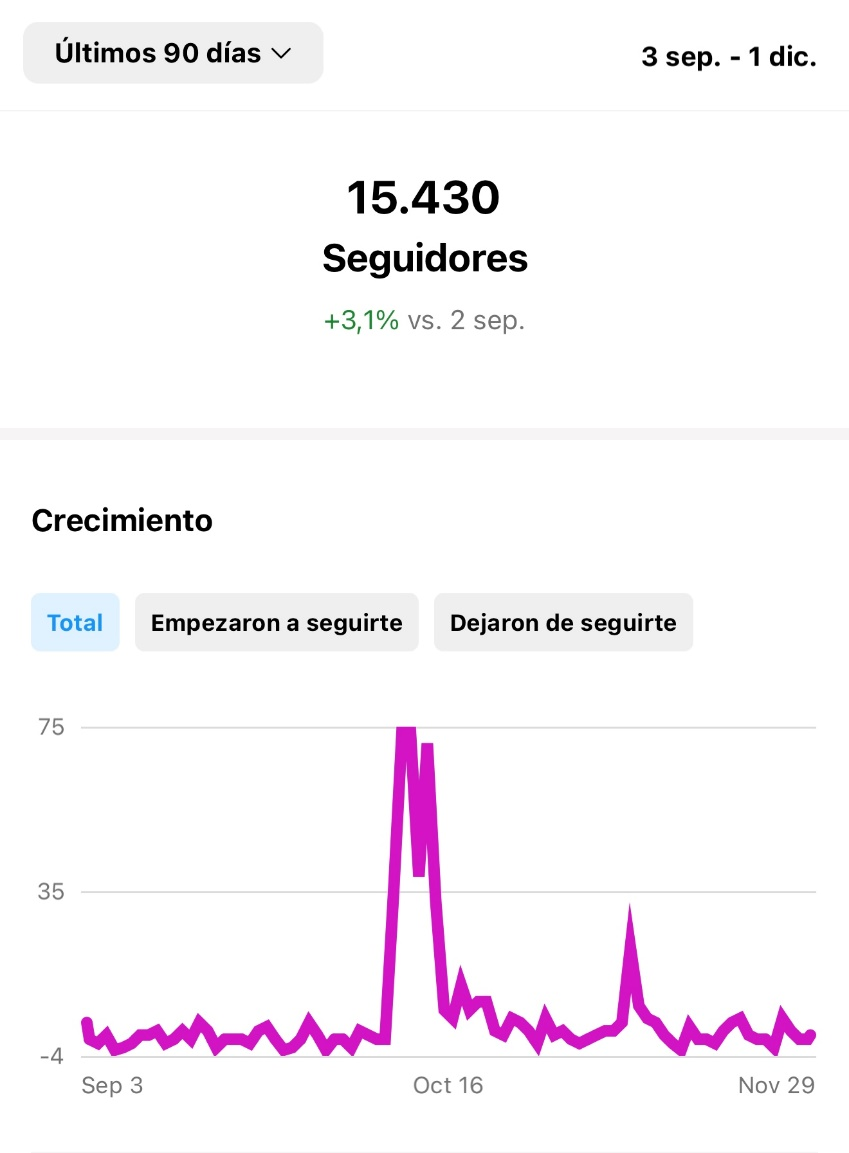 Últimos 90 días
3 sep. - 1 dic.
15.430
Seguidores
+3,1% vs. 2 sep.
Crecimiento
Total
Empezaron a seguirte
Dejaron de seguirte
75
35
-4
Sep 3
Oct 16
Nov 29